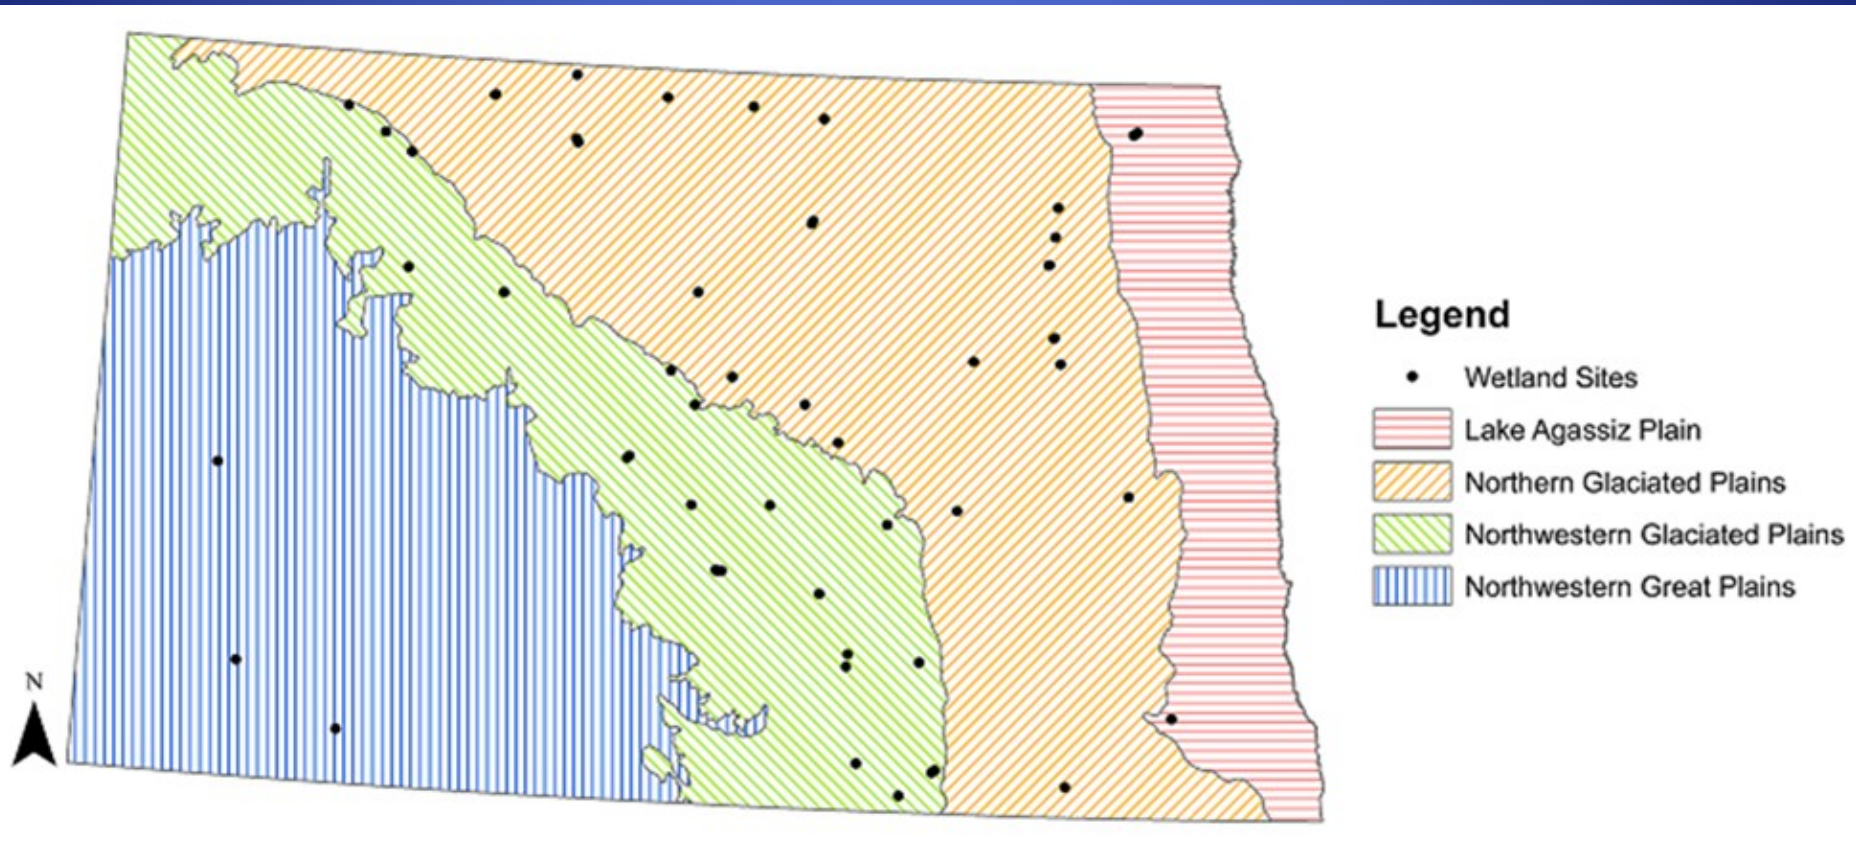 Legend
Wetland Sites
Lake Agassiz Plain
Northern Glaciated Plains
Northwestern Glaciated Plains
Northwestern Great Plains
N